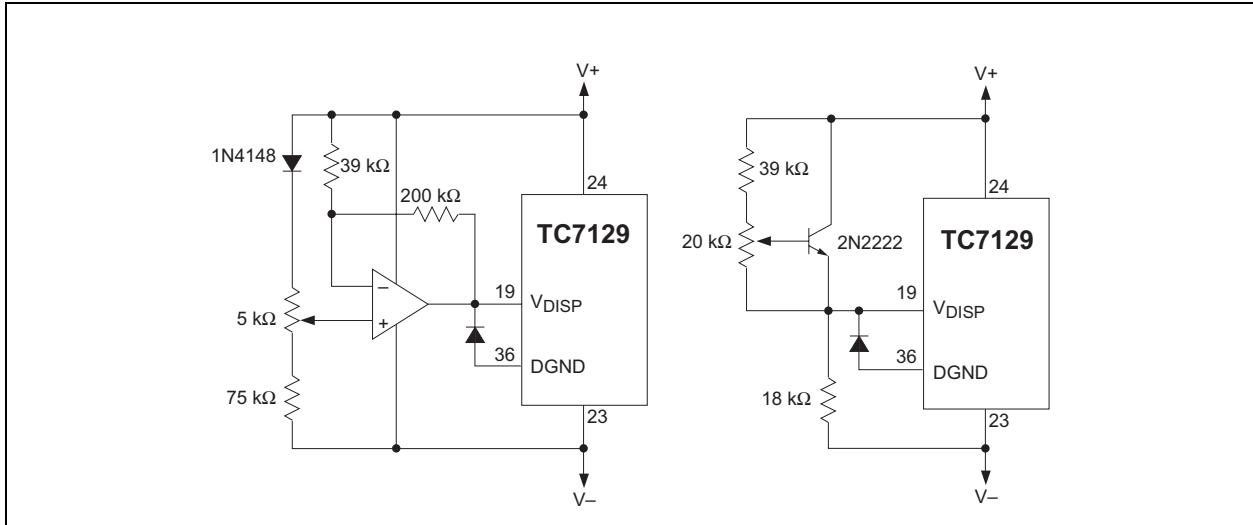 V+
1N4148
39 kΩ
200 kΩ
24
TC7129
–
+
5 kΩ
19
VDISP
36
DGND
75 kΩ
23
V–
V+
39 kΩ
24
20 kΩ
2N2222
TC7129
19
VDISP
36
DGND
18 kΩ
23
V–